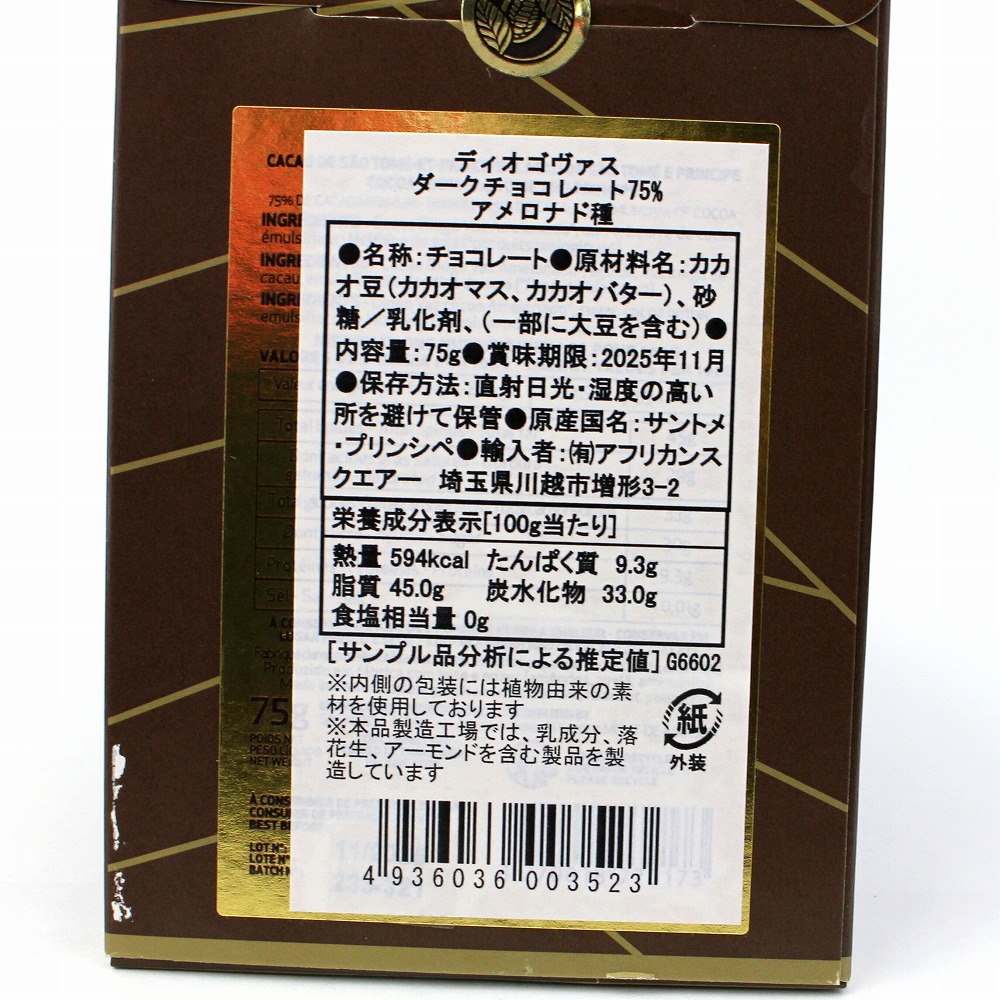 ディオゴヴァス
ダークチョコレート75%
アメロナド種
●名称：チョコレート●原材料名：カカ
オ豆（カカオマス、カカオバター）、砂
糖／乳化剤、（一部に大豆を含む）●
内容量：75g●賞味期限：2025年11月
●保存方法：直射日光・湿度の高い
所を避けて保管●原産国名：サントメ
・プリンシペ●輸入者：㈲アフリカンス
クエアー　埼玉県川越市増形3-2
栄養成分表示[100g当たり]
熱量 594kcal たんぱく質 9.3g
脂質 45.0g 炭水化物 33.0g
食塩相当量 0g
[サンプル品分析による推定値] G6602
※内側の包装には植物由来の素
材を使用しております
※本品製造工場では、乳成分、落
花生、アーモンドを含む製品を製
造しています
紙
外装
4 936036 003523
75g
BEST BEFORE
LOT N°:
LOTE N°
BATCH N